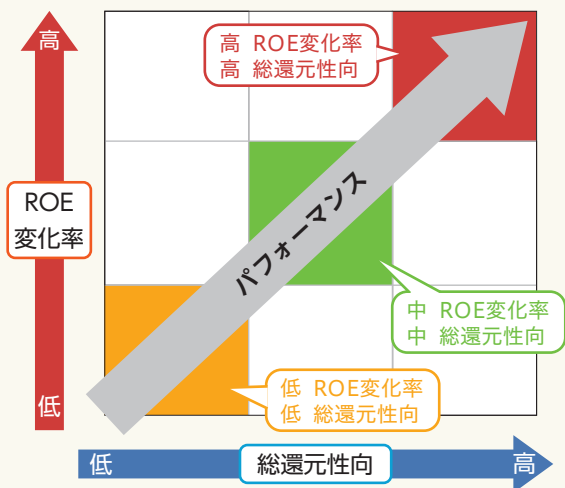 高
高 ROE変化率
高 総還元性向
ROE
変化率
パフォーマンス
中 ROE変化率
中 総還元性向
低 ROE変化率
低 総還元性向
低
低
総還元性向
高